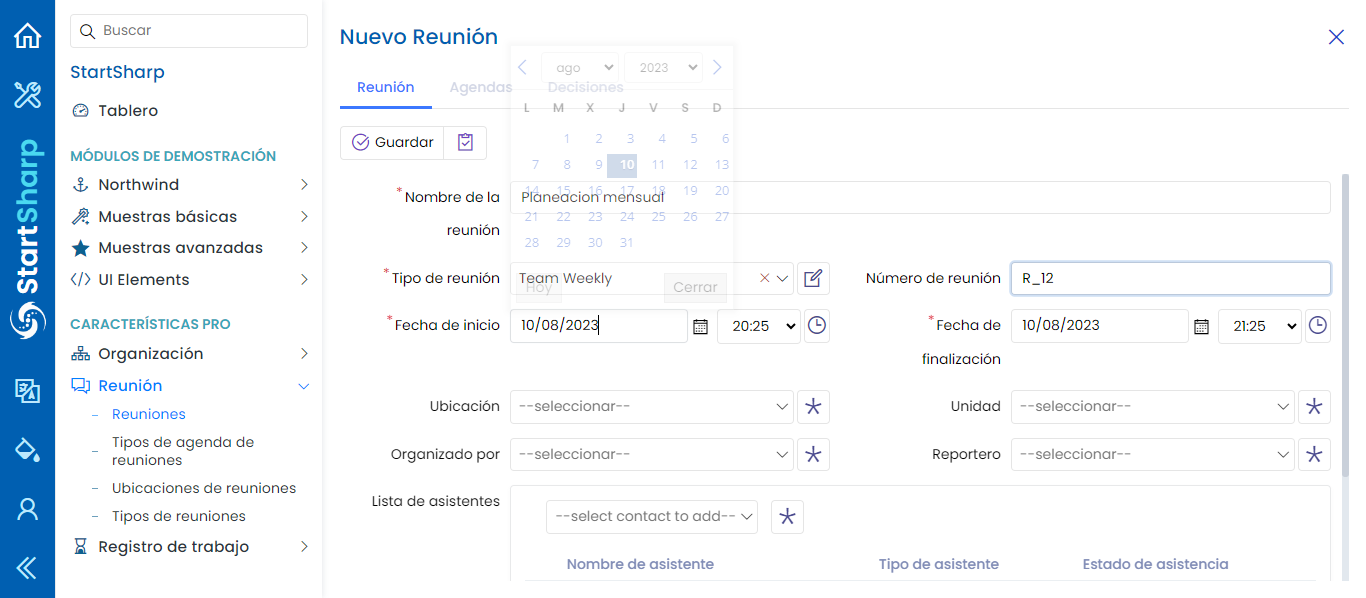 Buscar
StartSharp
Tablero
MÓDULOS DE DEMOSTRACIÓN
Northwind
Muestras básicas
Muestras avanzadas
UI Elements
CARACTERÍSTICAS PRO
Organización
Reunión
Reuniones
Tipos de agenda de
reuniones
Ubicaciones de reuniones
Tipos de reuniones
Registro de trabajo
StartSharp
Nuevo Reunión
Reunión Agendas Decisiones
ago 2023
L M X J V S D
1 2 3 4 5 6
7 8 9 10 11 12 13
14 15 16 17 18 19 20
21 22 23 24 25 26 27
28 29 30 31
Hoy Cerrar
Guardar
*Nombre de la
reunión
Planeacion mensual
*Tipo de reunión Team Weekly
Número de reunión R_12
*Fecha de inicio 10/08/2023 20:25
*Fecha de
finalización
10/08/2023 21:25
Ubicación --seleccionar--
Unidad --seleccionar--
Organizado por --seleccionar--
Reportero --seleccionar--
Lista de asistentes
--select contact to add--
Nombre de asistente Tipo de asistente Estado de asistencia